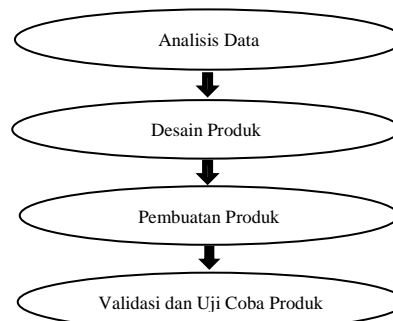 Analisis Data
Desain Produk
Pembuatan Produk
Validasi dan Uji Coba Produk